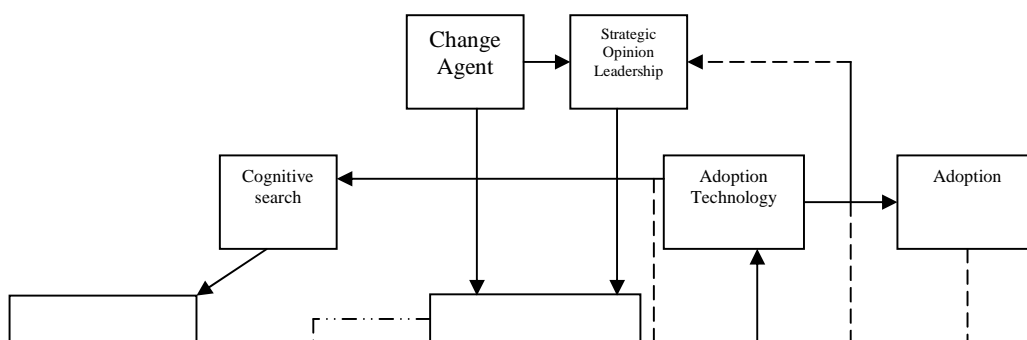 Change
Agent
Strategic
Opinion
Leadership
Cognitive
search
Adoption
Technology
Adoption